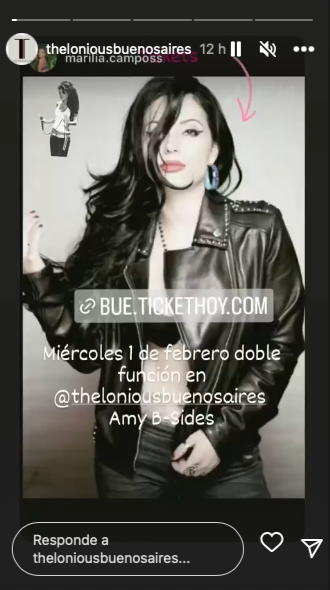 theloniousbuenosaires 12 h
marilia.camposs
BUE.TICKETHOY.COM
Miércoles 1 de febrero doble
función en
@theloniousbuenosaires
Amy B-Sides
Responde a
theloniousbuenosaires...